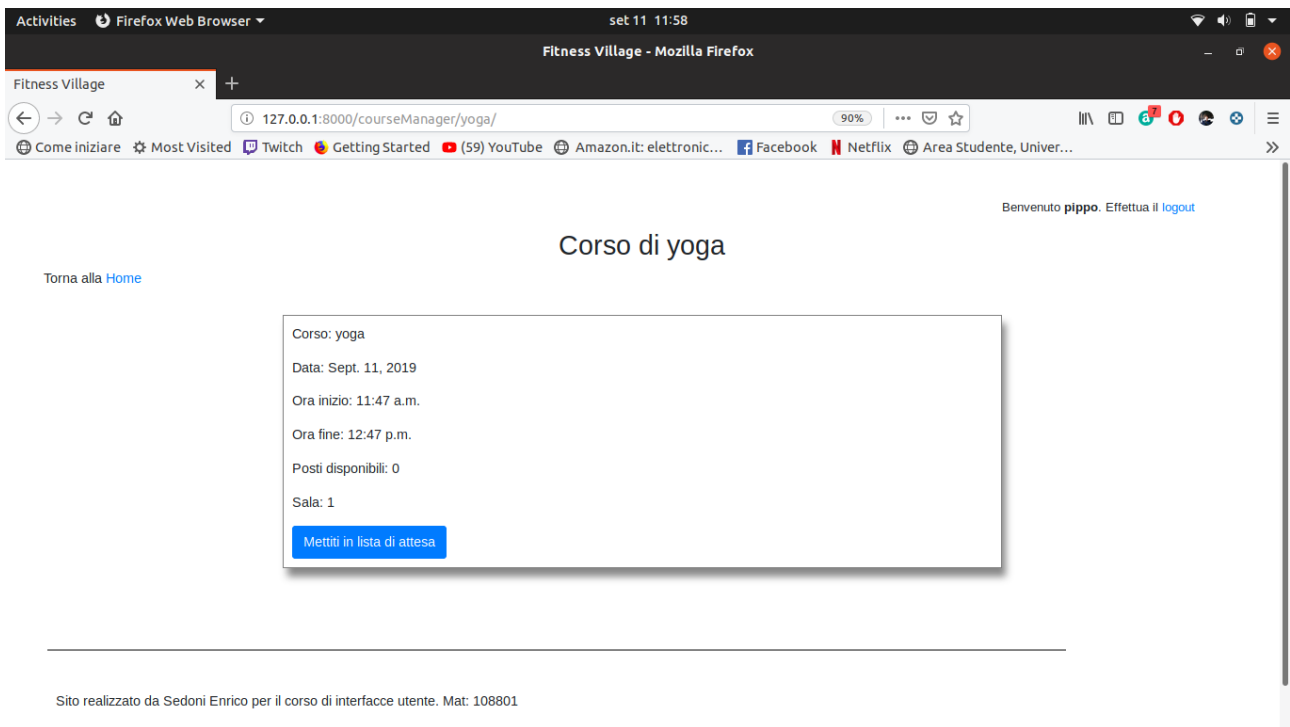 Activities Firefox Web Browser set 11 11:58
Fitness Village - Mozilla Firefox
Fitness Village
127.0.0.1:8000/courseManager/yoga/ 90% 7
Come iniziare Most Visited Twitch Getting Started (59) YouTube Amazon.it: elettronic... Facebook Netflix Area Studente, Univer...
Benvenuto pippo. Effettua il logout
Corso di yoga
Torna alla Home
Corso: yoga
Data: Sept. 11, 2019
Ora inizio: 11:47 a.m.
Ora fine: 12:47 p.m.
Posti disponibili: 0
Sala: 1
Mettiti in lista di attesa
Sito realizzato da Sedoni Enrico per il corso di interfacce utente. Mat: 108801